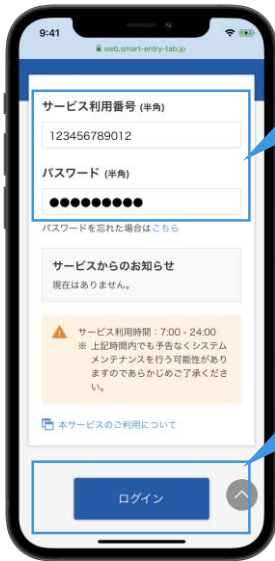 9:41
web.smart-entry-tab.jp
サービス利用番号 (半角)
123456789012
パスワード (半角)
●●●●●●●●●
パスワードを忘れた場合はこちら
サービスからのお知らせ
現在はありません。
サービス利用時間：7:00 - 24:00
※ 上記時間内でも予告なくシステム
メンテナンスを行う可能性があり
ますのであらかじめご了承くださ
い。
本サービスのご利用について
ログイン